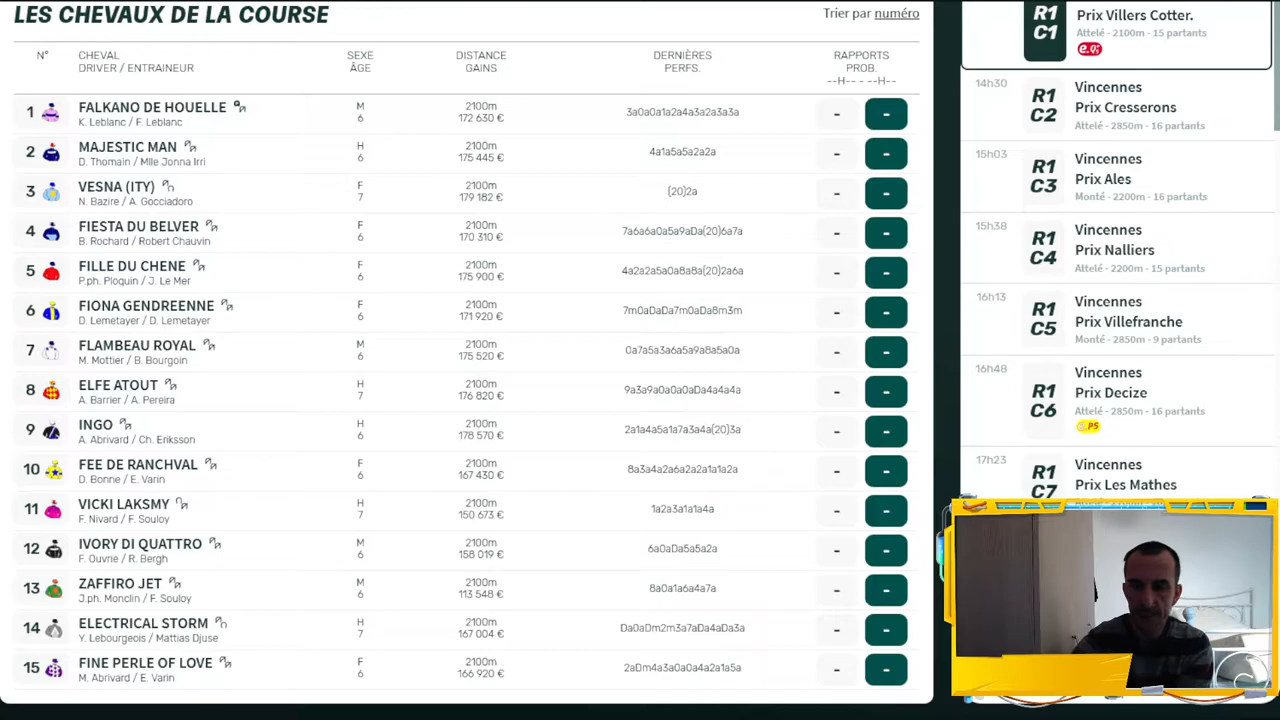 LES CHEVAUX DE LA COURSE
Trier par numéro
N°
CHEVAL
DRIVER / ENTRAINEUR
SEXE
ÂGE
DISTANCE
GAINS
DERNIÈRES
PERFS.
RAPPORTS
PROB.
--H-- - --H--
1
FALKANO DE HOUELLE
K. Leblanc / F. Leblanc
M
6
2100m
172 630 €
3a0a0a1a2a4a3a2a3a3a
- -
2
MAJESTIC MAN
D. Thomain / Mlle Jonna Irri
H
6
2100m
175 445 €
4a1a5a5a2a2a
- -
3
VESNA (ITY)
N. Bazire / A. Gocciadoro
F
7
2100m
179 182 €
(20)2a
- -
4
FIESTA DU BELVER
B. Rochard / Robert Chauvin
F
6
2100m
170 310 €
7a6a6a0a5a9aDa(20)6a7a
- -
5
FILLE DU CHENE
P.ph. Ploquin / J. Le Mer
F
6
2100m
175 900 €
4a2a2a5a0a8a8a(20)2a6a
- -
6
FIONA GENDREENNE
D. Lemetayer / D. Lemetayer
F
6
2100m
171 920 €
7m0aDaDa7m0aDa8m3m
- -
7
FLAMBEAU ROYAL
M. Mottier / B. Bourgoin
M
6
2100m
175 520 €
0a7a5a3a6a5a9a8a5a0a
- -
8
ELFE ATOUT
A. Barrier / A. Pereira
H
7
2100m
176 820 €
9a3a9a0a0a0aDa4a4a4a
- -
9
INGO
A. Abrivard / Ch. Eriksson
H
6
2100m
178 570 €
2a1a4a5a1a7a3a4a(20)3a
- -
10
FEE DE RANCHVAL
D. Bonne / E. Varin
F
6
2100m
167 430 €
8a3a4a2a6a2a2a1a1a2a
- -
11
VICKI LAKSMY
F. Nivard / F. Souloy
H
7
2100m
150 673 €
1a2a3a1a1a4a
- -
12
IVORY DI QUATTRO
F. Ouvrie / R. Bergh
M
6
2100m
158 019 €
6a0aDa5a5a2a
- -
13
ZAFFIRO JET
J.ph. Monclin / F. Souloy
M
6
2100m
113 548 €
8a0a1a6a4a7a
- -
14
ELECTRICAL STORM
Y. Lebourgeois / Mattias Djuse
H
7
2100m
167 004 €
Da0aDm2m3a7aDa4aDa3a
- -
15
FINE PERLE OF LOVE
M. Abrivard / E. Varin
F
6
2100m
166 920 €
2aDm4a3a0a0a4a2a1a5a
- -
R1
C1
Prix Villers Cotter.
Attelé - 2100m - 15 partants
14h30
R1
C2
Vincennes
Prix Cresserons
Attelé - 2850m - 16 partants
15h03
R1
C3
Vincennes
Prix Ales
Monté - 2200m - 16 partants
15h38
R1
C4
Vincennes
Prix Nalliers
Attelé - 2200m - 15 partants
16h13
R1
C5
Vincennes
Prix Villefranche
Monté - 2850m - 9 partants
16h48
R1
C6
Vincennes
Prix Decize
Attelé - 2850m - 16 partants
P5
17h23
R1
C7
Vincennes
Prix Les Mathes